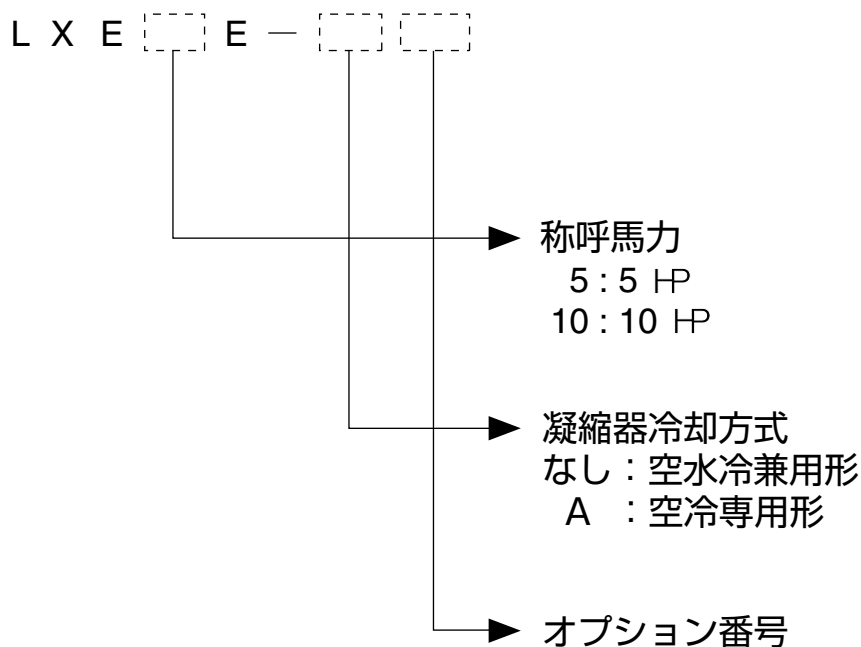 LXE E—
称呼馬力
5:5 HP
10:10 HP
凝縮器冷却方式
なし:空水冷兼用形
A :空冷専用形
オプション番号